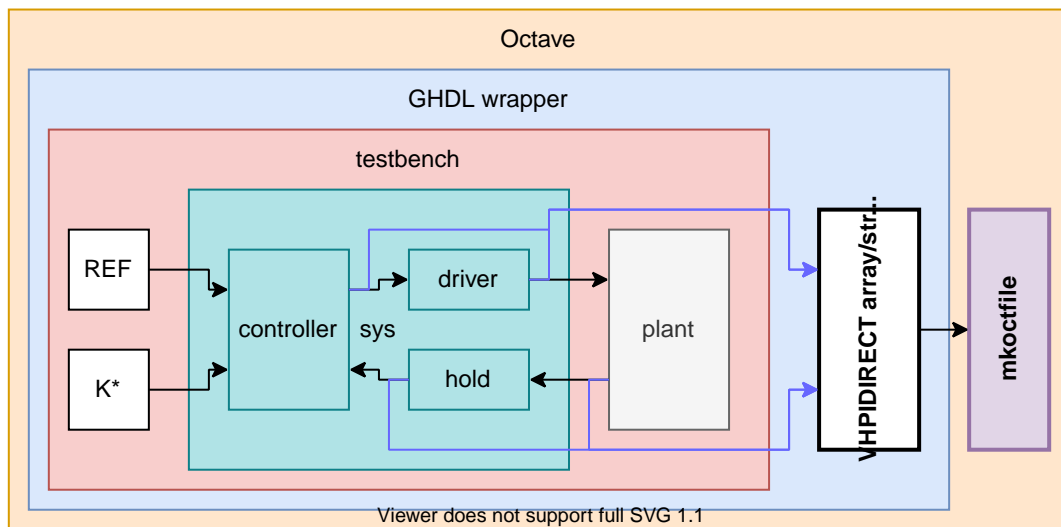 Octave
GHDL wrapper
testbench
REF
K*
controller
sys
driver
hold
plant
VHPIDIRECT array/str...
mkoctfile
Viewer does not support full SVG 1.1